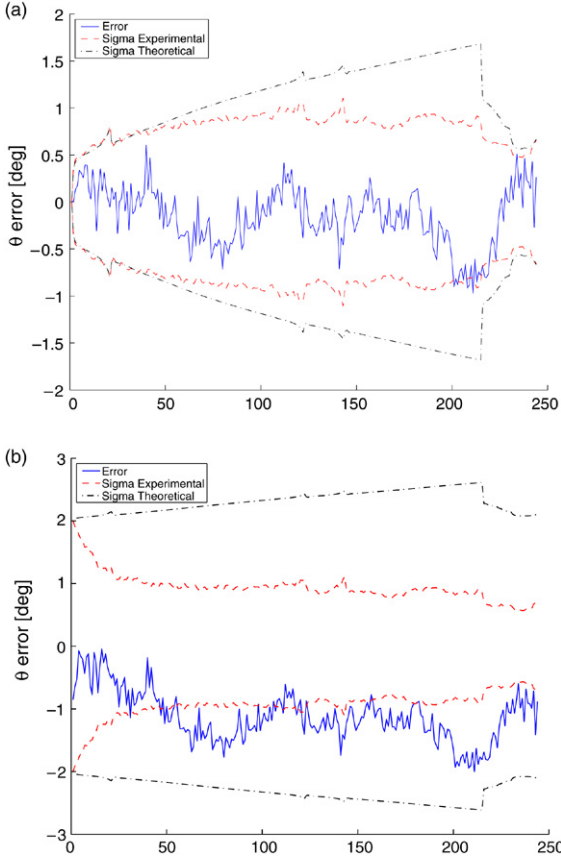 (a)
2
1.5
1
0.5
0
−0.5
−1
−1.5
−2
θ error [deg]
Error
Sigma Experimental
Sigma Theoretical
0 50 100 150 200 250
(b)
3
2
1
0
−1
−2
−3
θ error [deg]
Error
Sigma Experimental
Sigma Theoretical
0 50 100 150 200 250